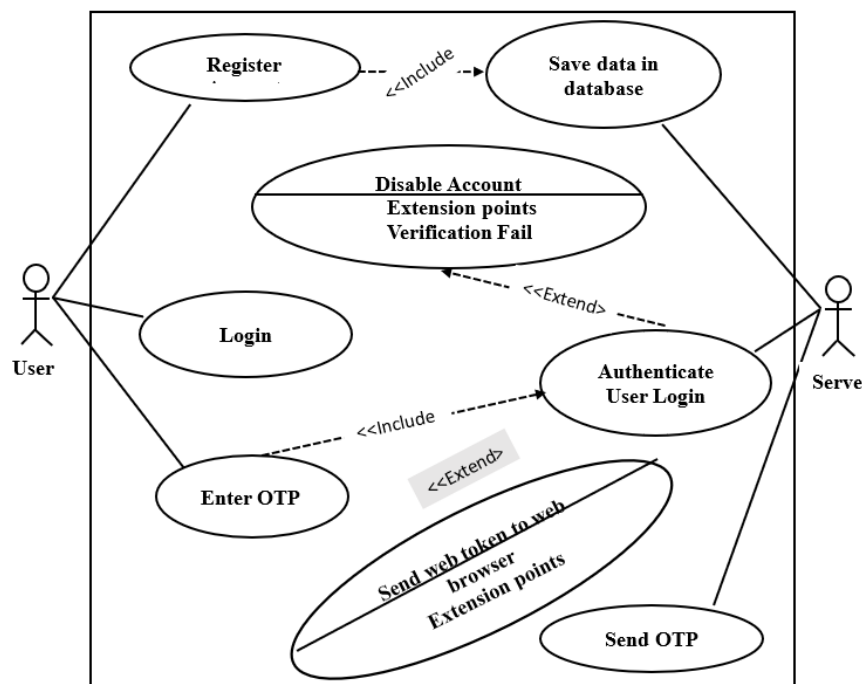 Register
<<Include
Save data in
database
Disable Account
Extension points
Verification Fail
<<Extend>
User
Login
Authenticate
User Login
Serve
<<Include
<<Extend>
Enter OTP
Send web token to web
browser
Extension points
Send OTP